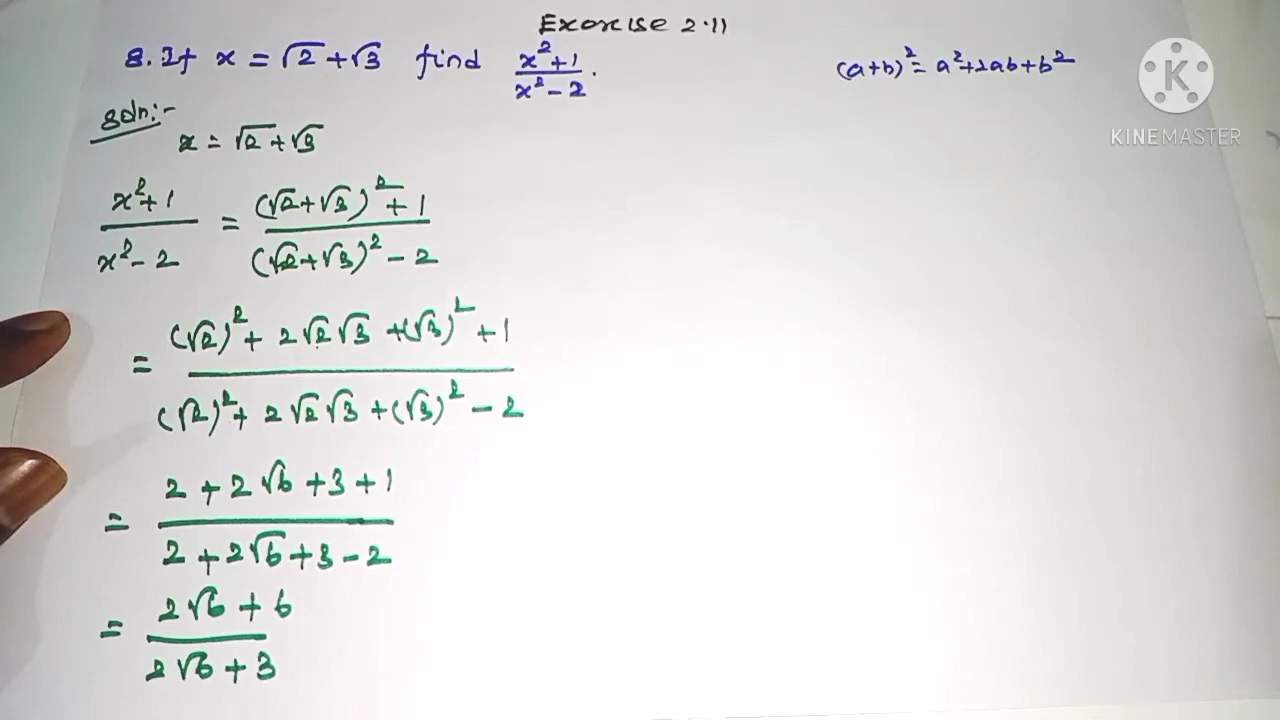 Exercise 2.11
8. If x = √2 + √3 find (x²+1)/(x²-2).
(a+b)² = a²+2ab+b²
KINEMASTER
Soln:-
x = √2 + √3
(x²+1)/(x²-2) = ((√2+√3)²+1)/((√2+√3)²-2)
= ((√2)² + 2√2√3 + (√3)² + 1)/((√2)² + 2√2√3 + (√3)² - 2)
= (2 + 2√6 + 3 + 1)/(2 + 2√6 + 3 - 2)
= (2√6 + 6)/(2√6 + 3)